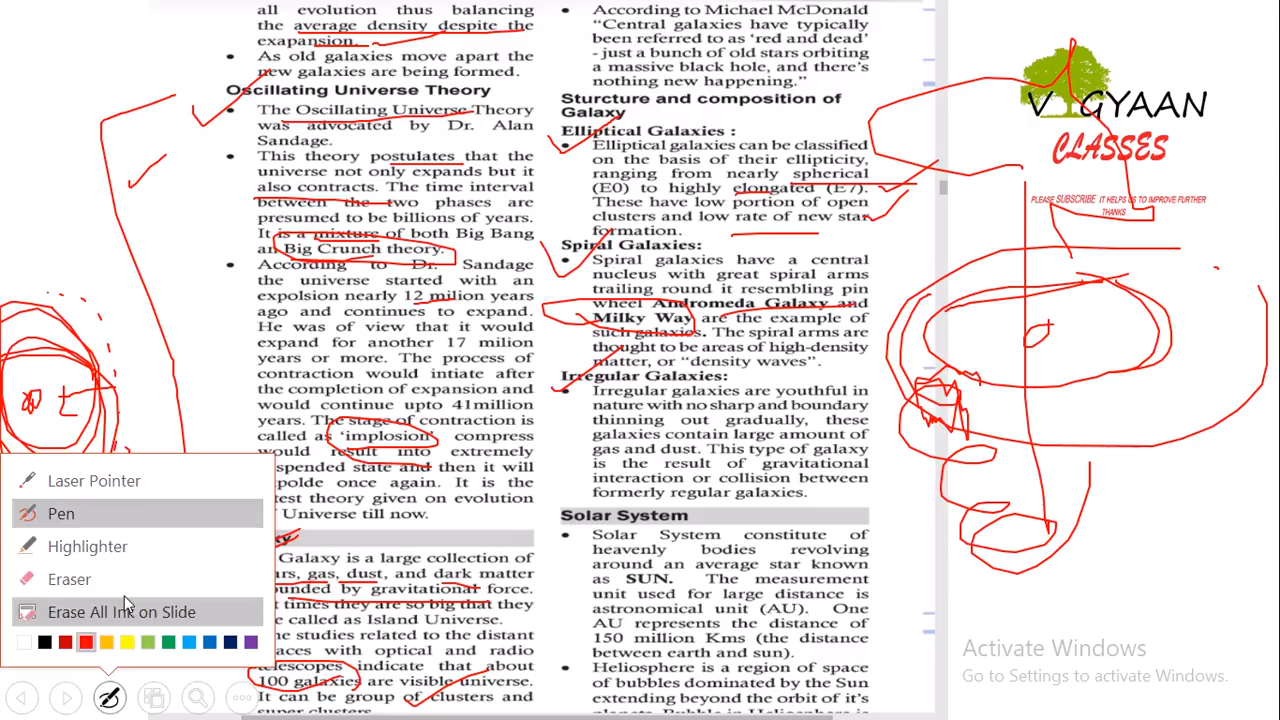 all evolution thus balancing
the average density despite the
exapansion.
• As old galaxies move apart the
new galaxies are being formed.
Oscillating Universe Theory
• The Oscillating Universe Theory
was advocated by Dr. Alan
Sandage.
• This theory postulates that the
universe not only expands but it
also contracts. The time interval
between the two phases are
presumed to be billions of years.
It is a mixture of both Big Bang
an Big Crunch theory.
• According to Dr. Sandage
the universe started with an
expolsion nearly 12 milion years
ago and continues to expand.
He was of view that it would
expand for another 17 milion
years or more. The process of
contraction would intiate after
the completion of expansion and
would continue upto 41million
years. The stage of contraction is
called as 'implosion' compress
would result into extremely
spended state and then it will
polde once again. It is the
test theory given on evolution
Universe till now.
Galaxy is a large collection of
gas, dust, and dark matter
ounded by gravitational force.
times they are so big that they
called as Island Universe.
he studies related to the distant
aces with optical and radio
telescopes indicate that about
100 galaxies are visible universe.
It can be group of clusters and
super clusters.
• According to Michael McDonald
“Central galaxies have typically
been referred to as ‘red and dead’
- just a bunch of old stars orbiting
a massive black hole, and there’s
nothing new happening.”
Sturcture and composition of
Galaxy
Elliptical Galaxies :
• Elliptical galaxies can be classified
on the basis of their ellipticity,
ranging from nearly spherical
(E0) to highly elongated (E7).
These have low portion of open
clusters and low rate of new star
formation.
Spiral Galaxies:
• Spiral galaxies have a central
nucleus with great spiral arms
trailing round it resembling pin
wheel Andromeda Galaxy and
Milky Way are the example of
such galaxies. The spiral arms are
thought to be areas of high-density
matter, or “density waves”.
Irregular Galaxies:
• Irregular galaxies are youthful in
nature with no sharp and boundary
thinning out gradually, these
galaxies contain large amount of
gas and dust. This type of galaxy
is the result of gravitational
interaction or collision between
formerly regular galaxies.
Solar System
• Solar System constitute of
heavenly bodies revolving
around an average star known
as SUN. The measurement
unit used for large distance is
astronomical unit (AU). One
AU represents the distance of
150 million Kms (the distance
between earth and sun).
• Heliosphere is a region of space
of bubbles dominated by the Sun
extending beyond the orbit of it’s
V GYAAN
CLASSES
PLEASE SUBSCRIBE IT HELPS US TO IMPROVE FURTHER
THANKS
Laser Pointer
Pen
Highlighter
Eraser
Erase All Ink on Slide
Activate Windows
Go to Settings to activate Windows.